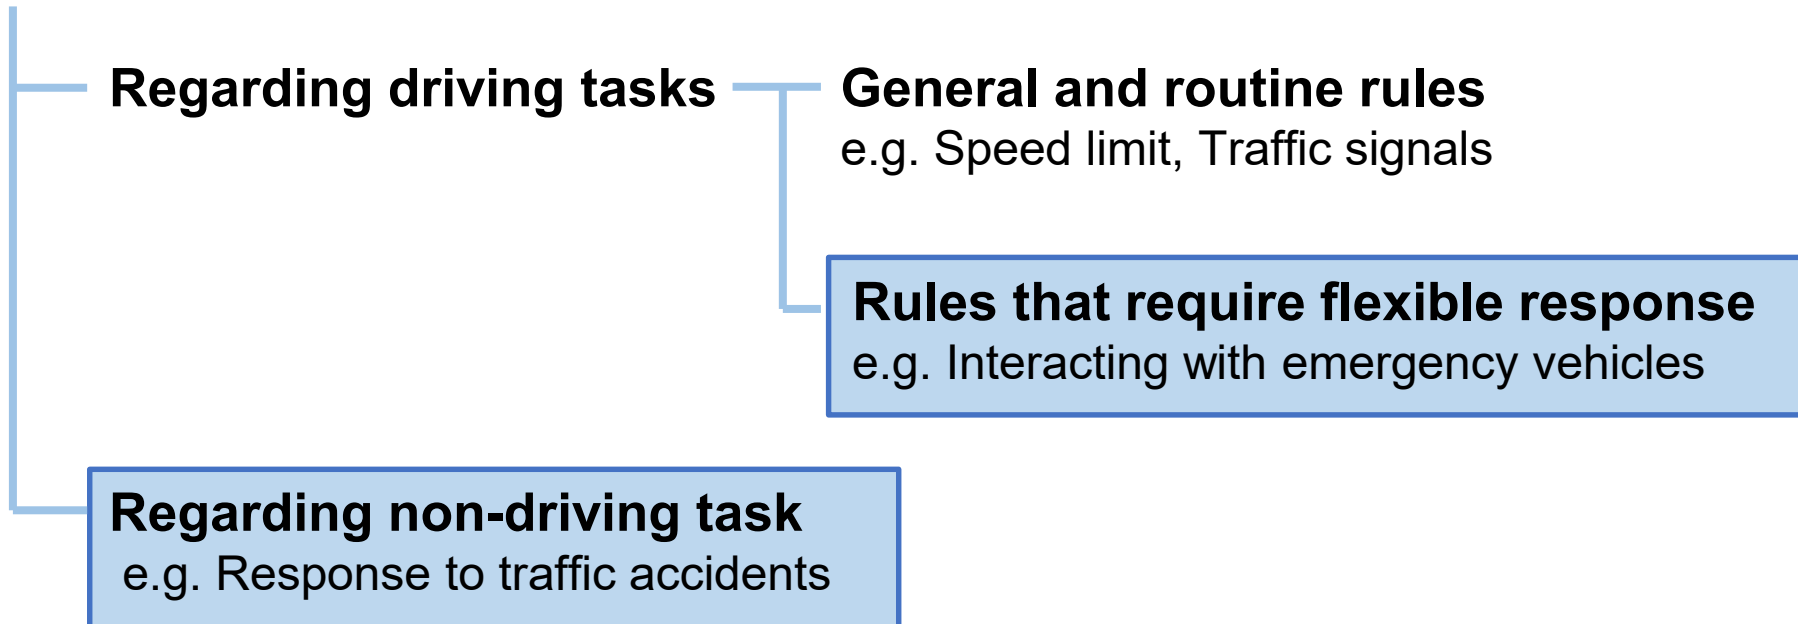 Regarding driving tasks
General and routine rules
e.g. Speed limit, Traffic signals
Rules that require flexible response
e.g. Interacting with emergency vehicles
Regarding non-driving task
e.g. Response to traffic accidents